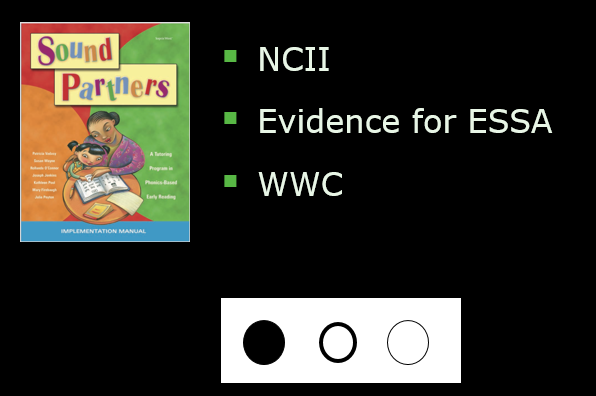 Sound
Partners
A Tutoring
Program in
Phonics-Based
Early Reading
IMPLEMENTATION MANUAL
NCII
Evidence for ESSA
WWC